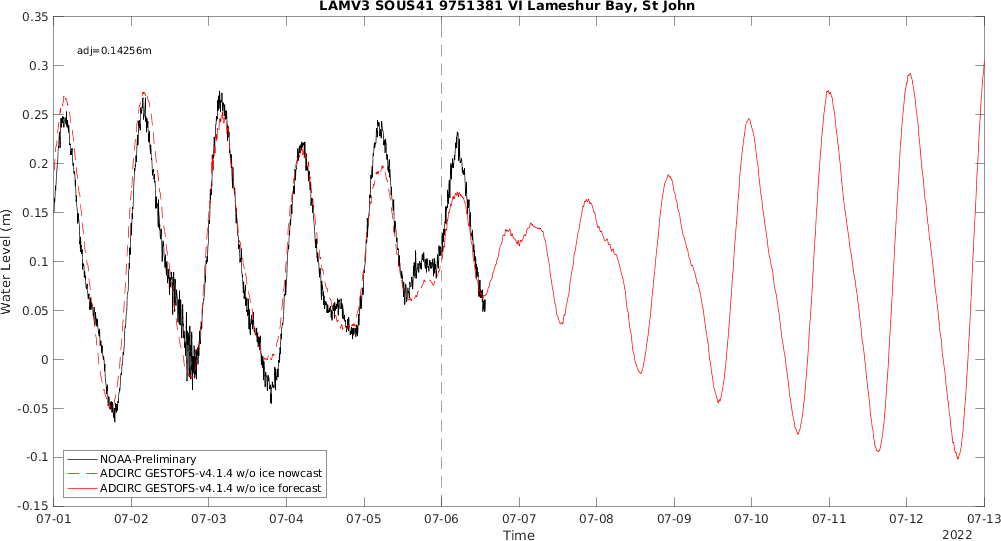 LAMV3 SOUS41 9751381 VI Lameshur Bay, St John
0.35
adj=0.14256m
0.3
0.25
0.2
0.15
0.1
0.05
0
-0.05
-0.1
-0.15
Water Level (m)
NOAA-Preliminary
ADCIRC GESTOFS-v4.1.4 w/o ice nowcast
ADCIRC GESTOFS-v4.1.4 w/o ice forecast
07-01 07-02 07-03 07-04 07-05 07-06 07-07 07-08 07-09 07-10 07-11 07-12 07-13
Time
2022